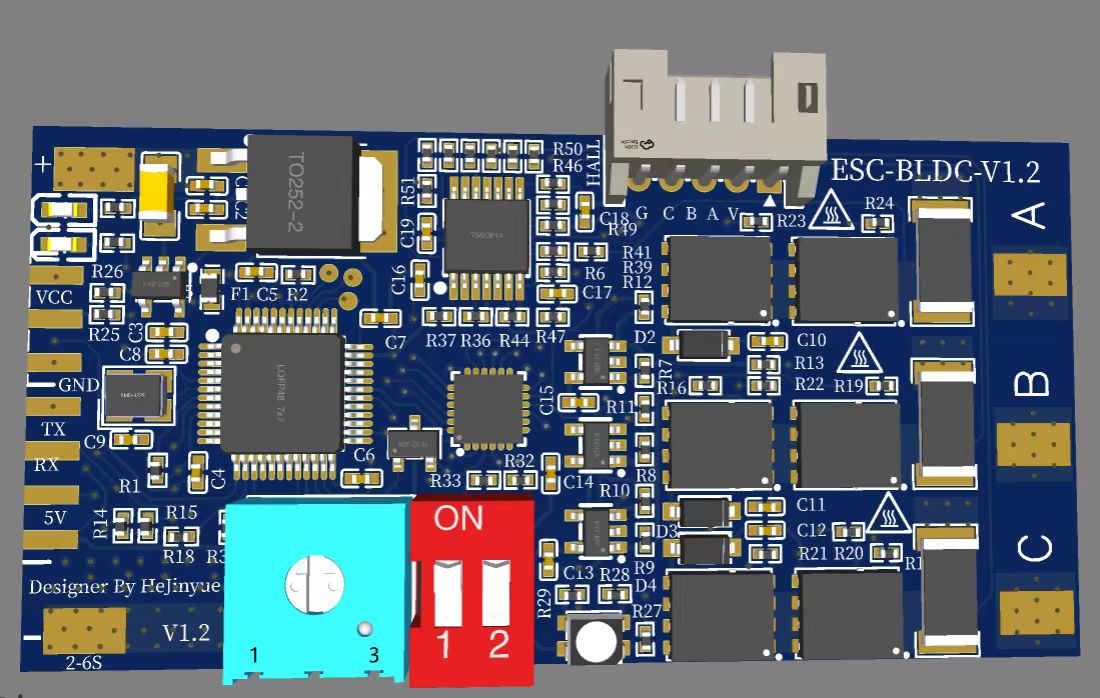 ESC-BLDC-V1.2
HALL
G C B A V
+
TO252-2
R50
R46
R51
C19
TSSOP14
C18
R49
R23
R24
A
R41
R39
R12
R6
C17
C16
R26
VCC
R25
F1 C5 R2
C3
C8
C7
R37 R36 R44 R47
D2
C10
R13
R7
R16
R22 R19
B
GND
LQFP48 7x7
C15
R11
TX
C9
RX
R1
C4
C6
R33
R32
C14
R8
R10
C11
C12
5V
R14
R15
R18
ON
D3
R21 R20
C
R9
C13 R28
D4
R29
R27
Designer By HeJinyue
V1.2
2-6S
1 3
1 2